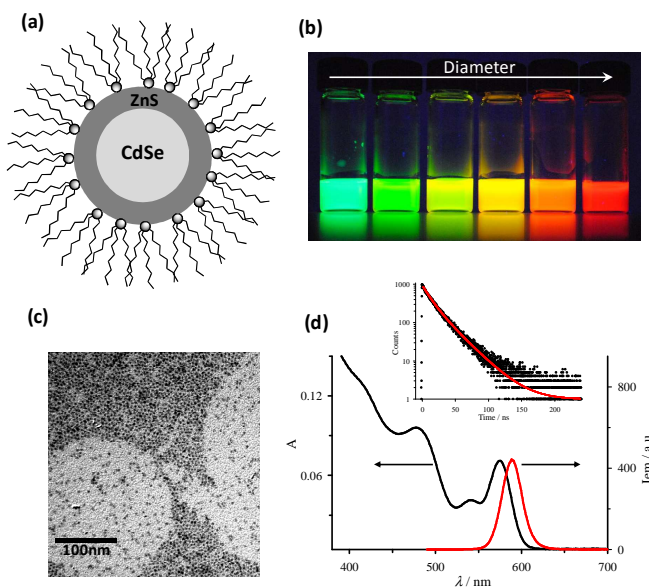 (a)
ZnS
CdSe
(b)
Diameter
(c)
100nm
(d)
1000
100
10
1
Counts
0
50
100
150
200
Time / ns
0.12
0.06
A
800
400
0
Iem / a.u.
400
500
600
700
λ / nm